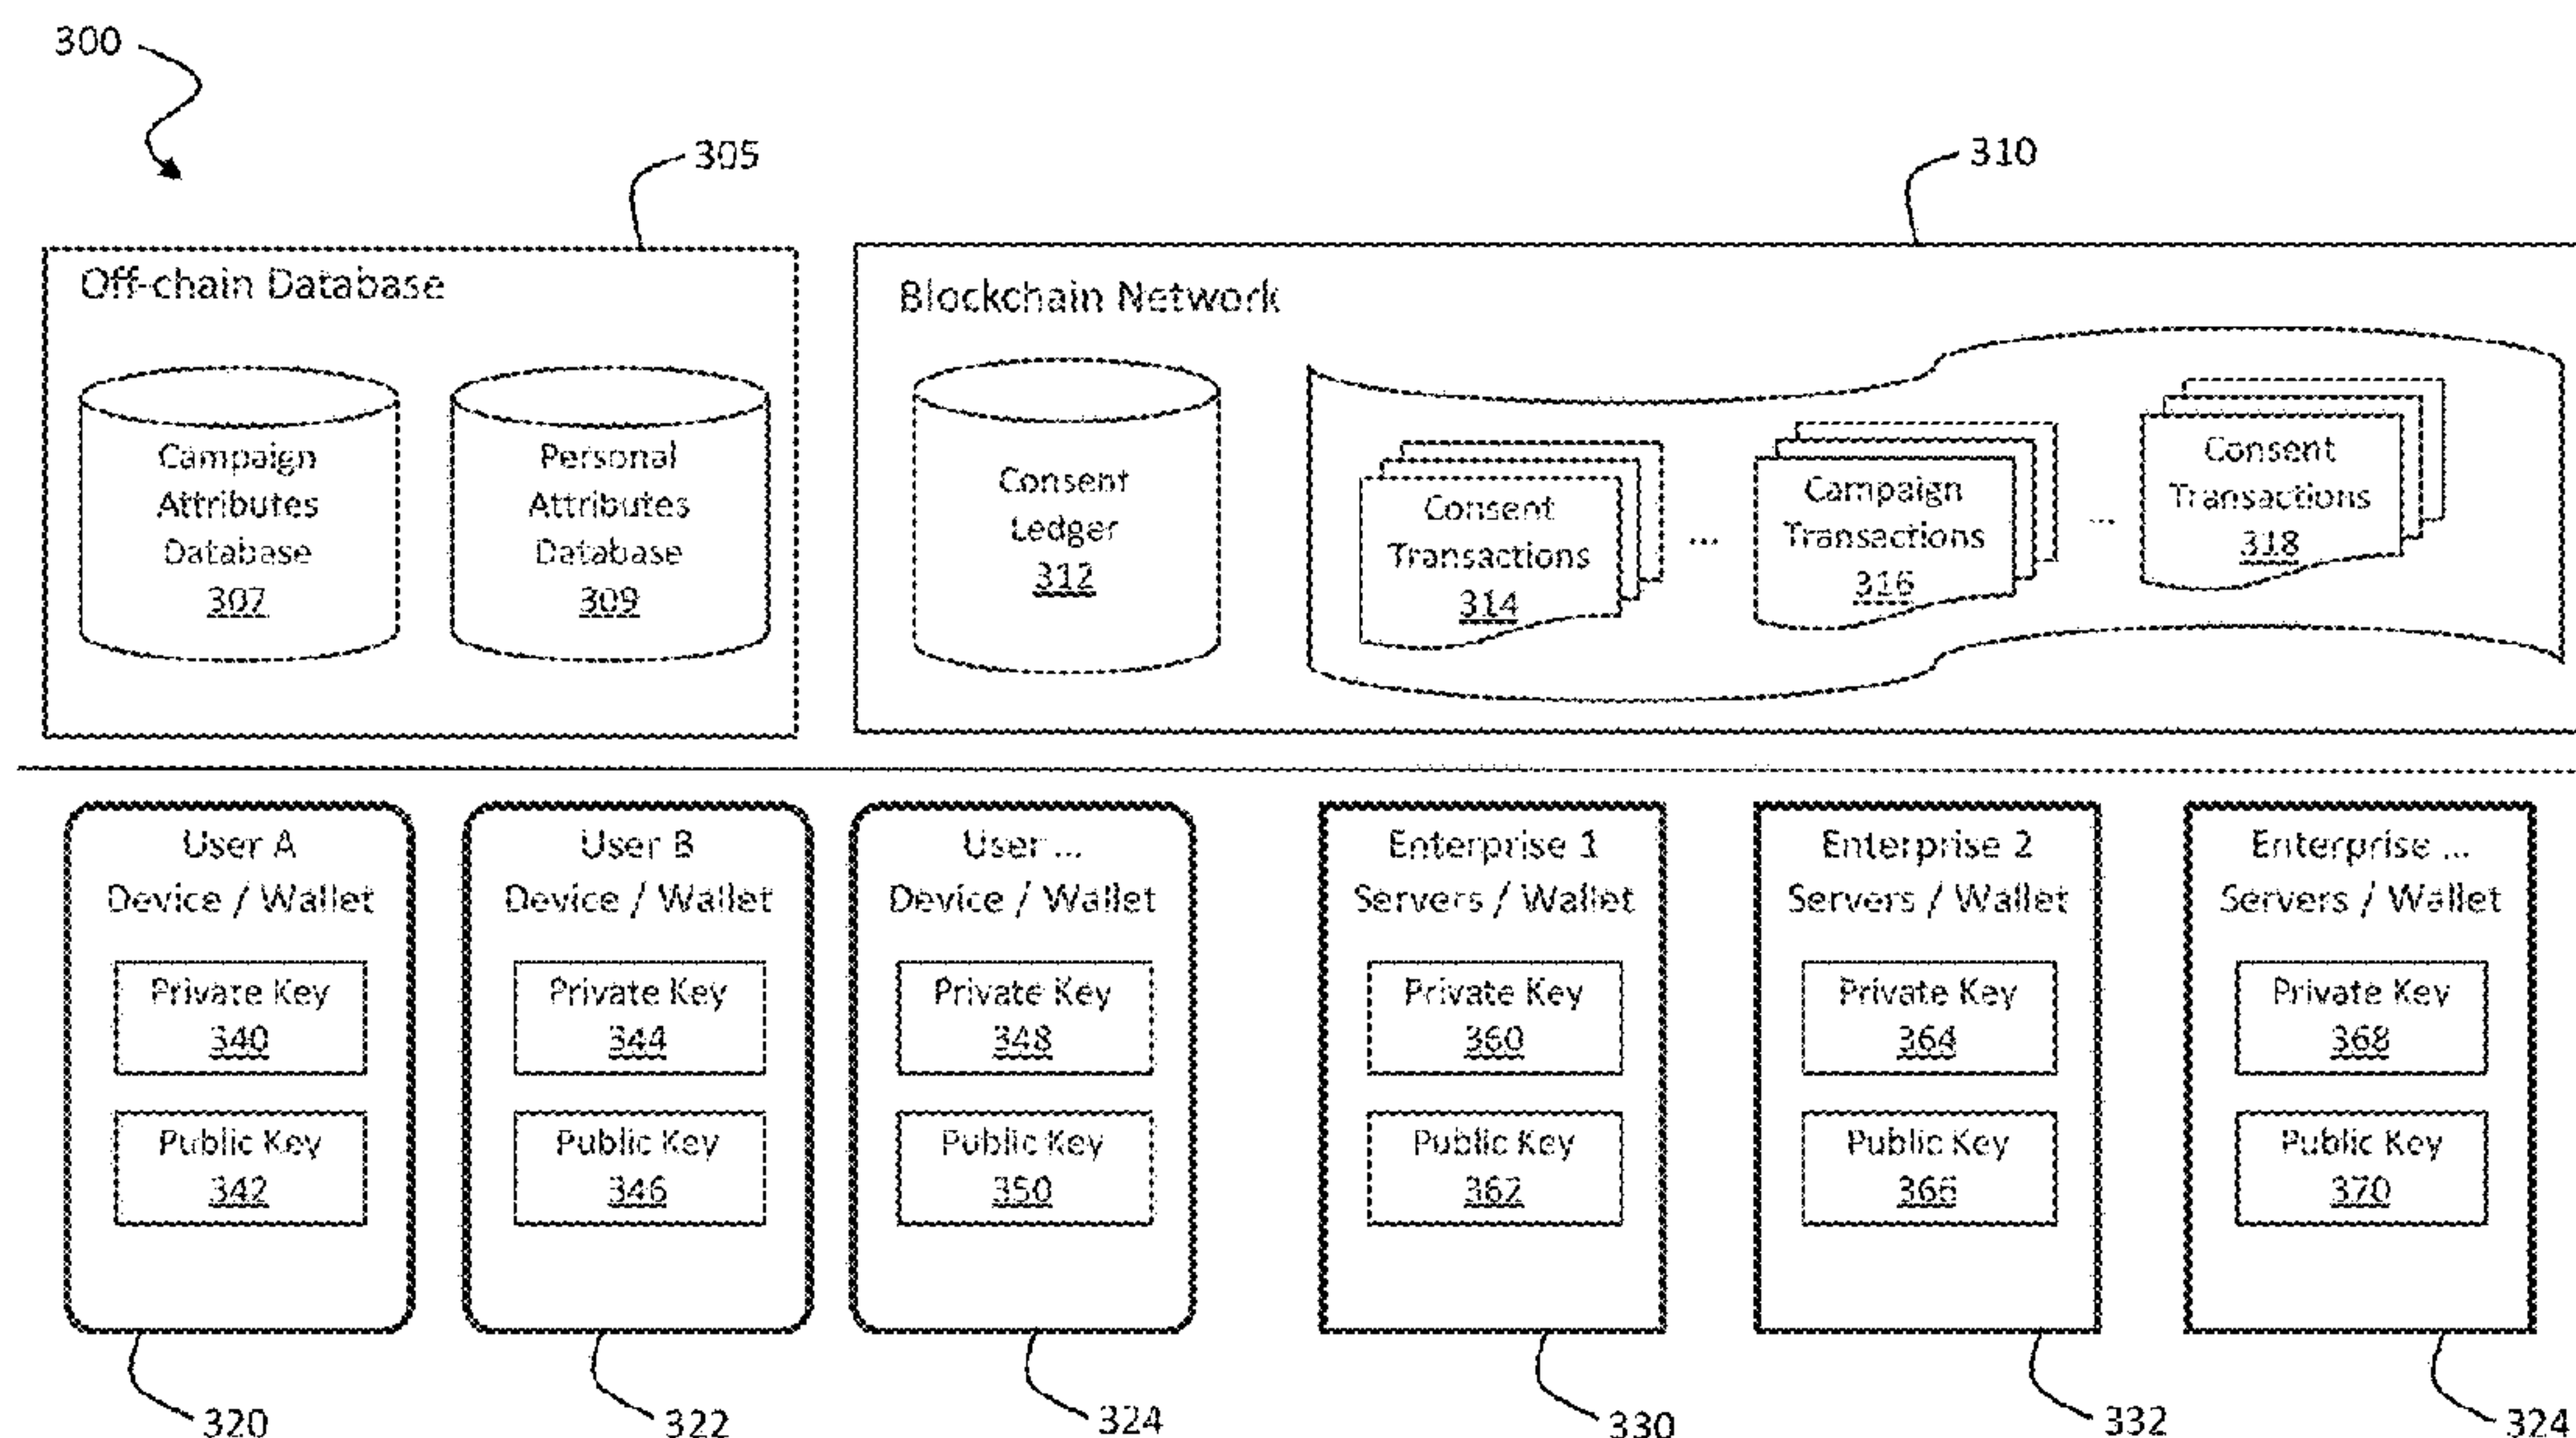 300
305
310
Off-chain Database
Campaign
Attributes
Database
307
Personal
Attributes
Database
309
Blockchain Network
Consent
Ledger
312
Consent
Transactions
314
...
Campaign
Transactions
316
...
Consent
Transactions
318
User A
Device / Wallet
Private Key
340
Public Key
342
320
User B
Device / Wallet
Private Key
344
Public Key
346
322
User ...
Device / Wallet
Private Key
348
Public Key
350
324
Enterprise 1
Servers / Wallet
Private Key
360
Public Key
362
330
Enterprise 2
Servers / Wallet
Private Key
364
Public Key
366
332
Enterprise ...
Servers / Wallet
Private Key
368
Public Key
370
324